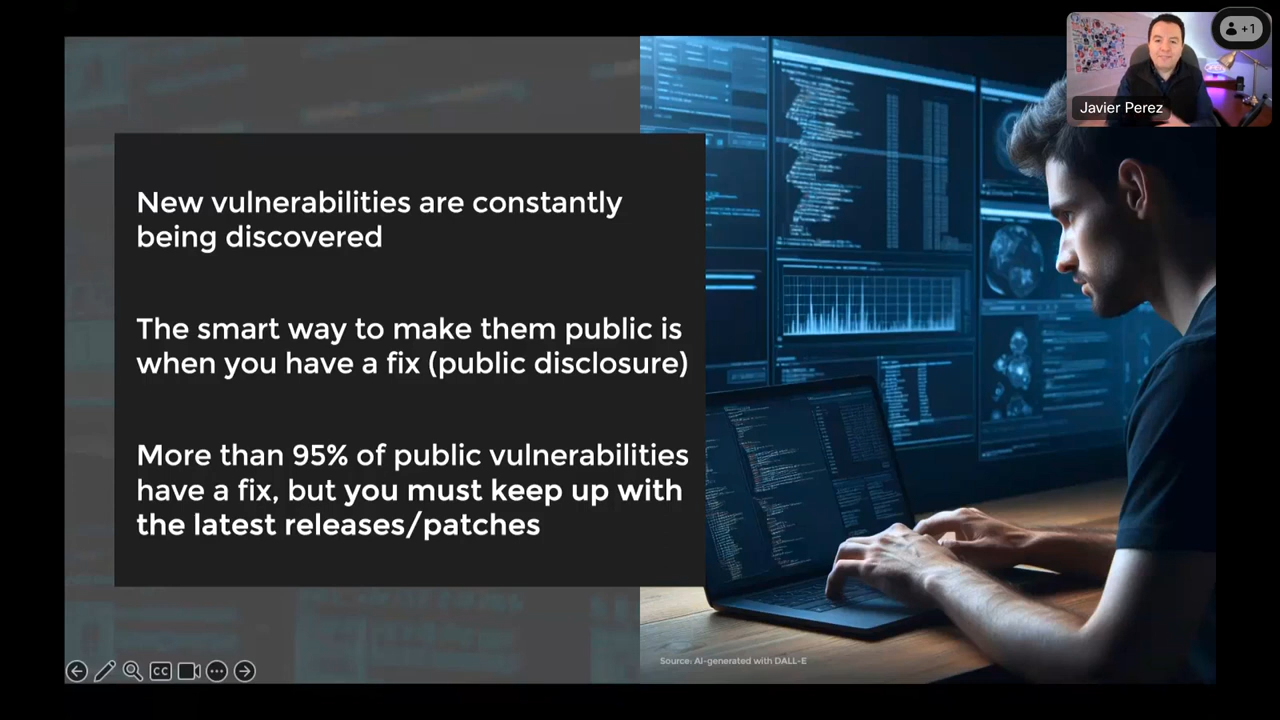 +1
Javier Perez
New vulnerabilities are constantly
being discovered
The smart way to make them public is
when you have a fix (public disclosure)
More than 95% of public vulnerabilities
have a fix, but you must keep up with
the latest releases/patches
Source: AI-generated with DALL-E
CC